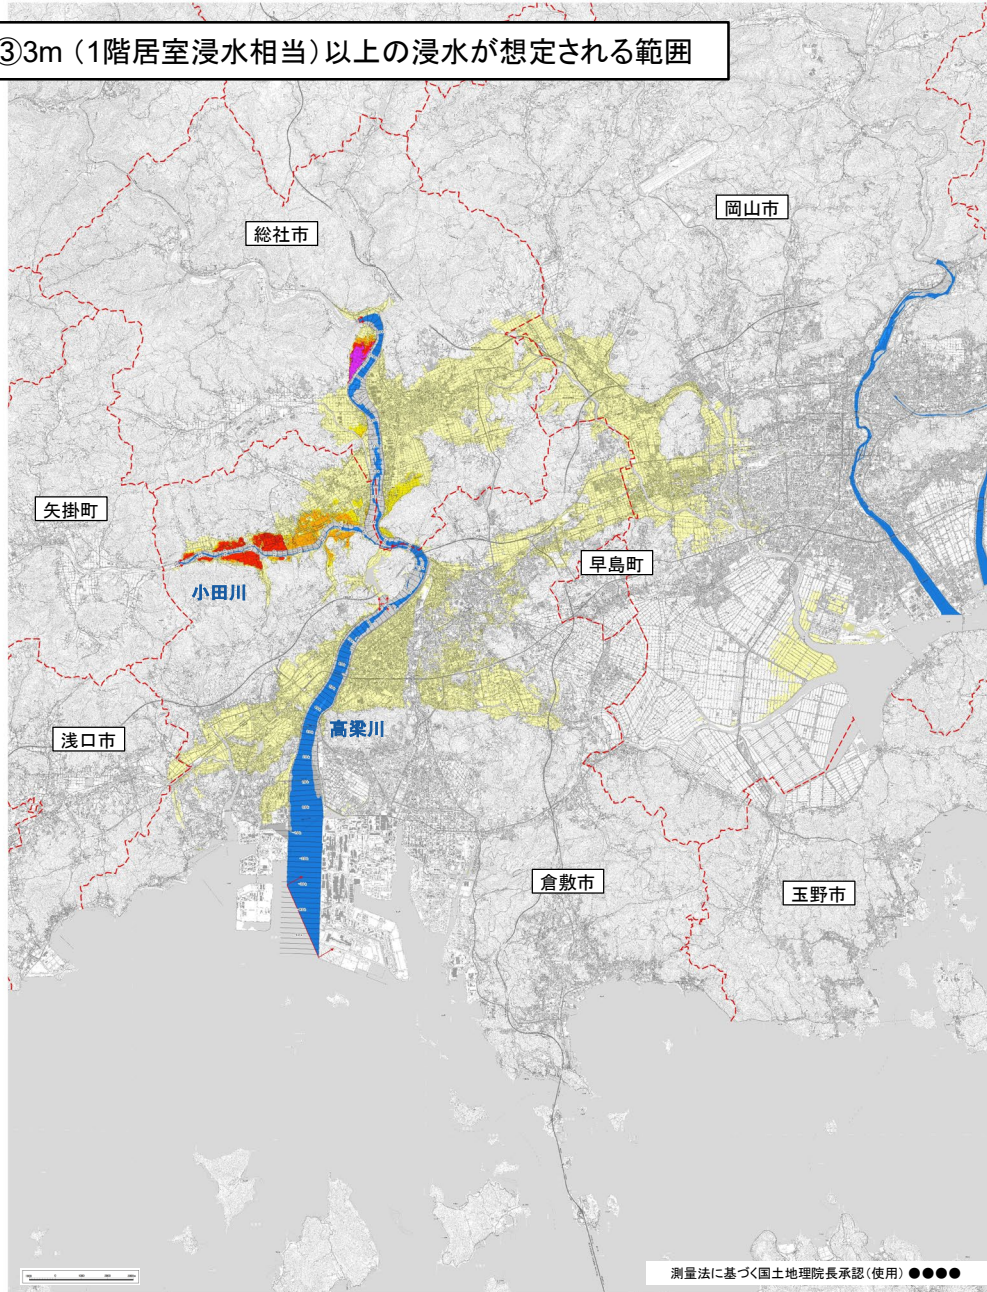 ③3m（1階居室浸水相当）以上の浸水が想定される範囲
岡山市
総社市
矢掛町
早島町
小田川
高梁川
浅口市
倉敷市
玉野市
測量法に基づく国土地理院長承認（使用）●●●●